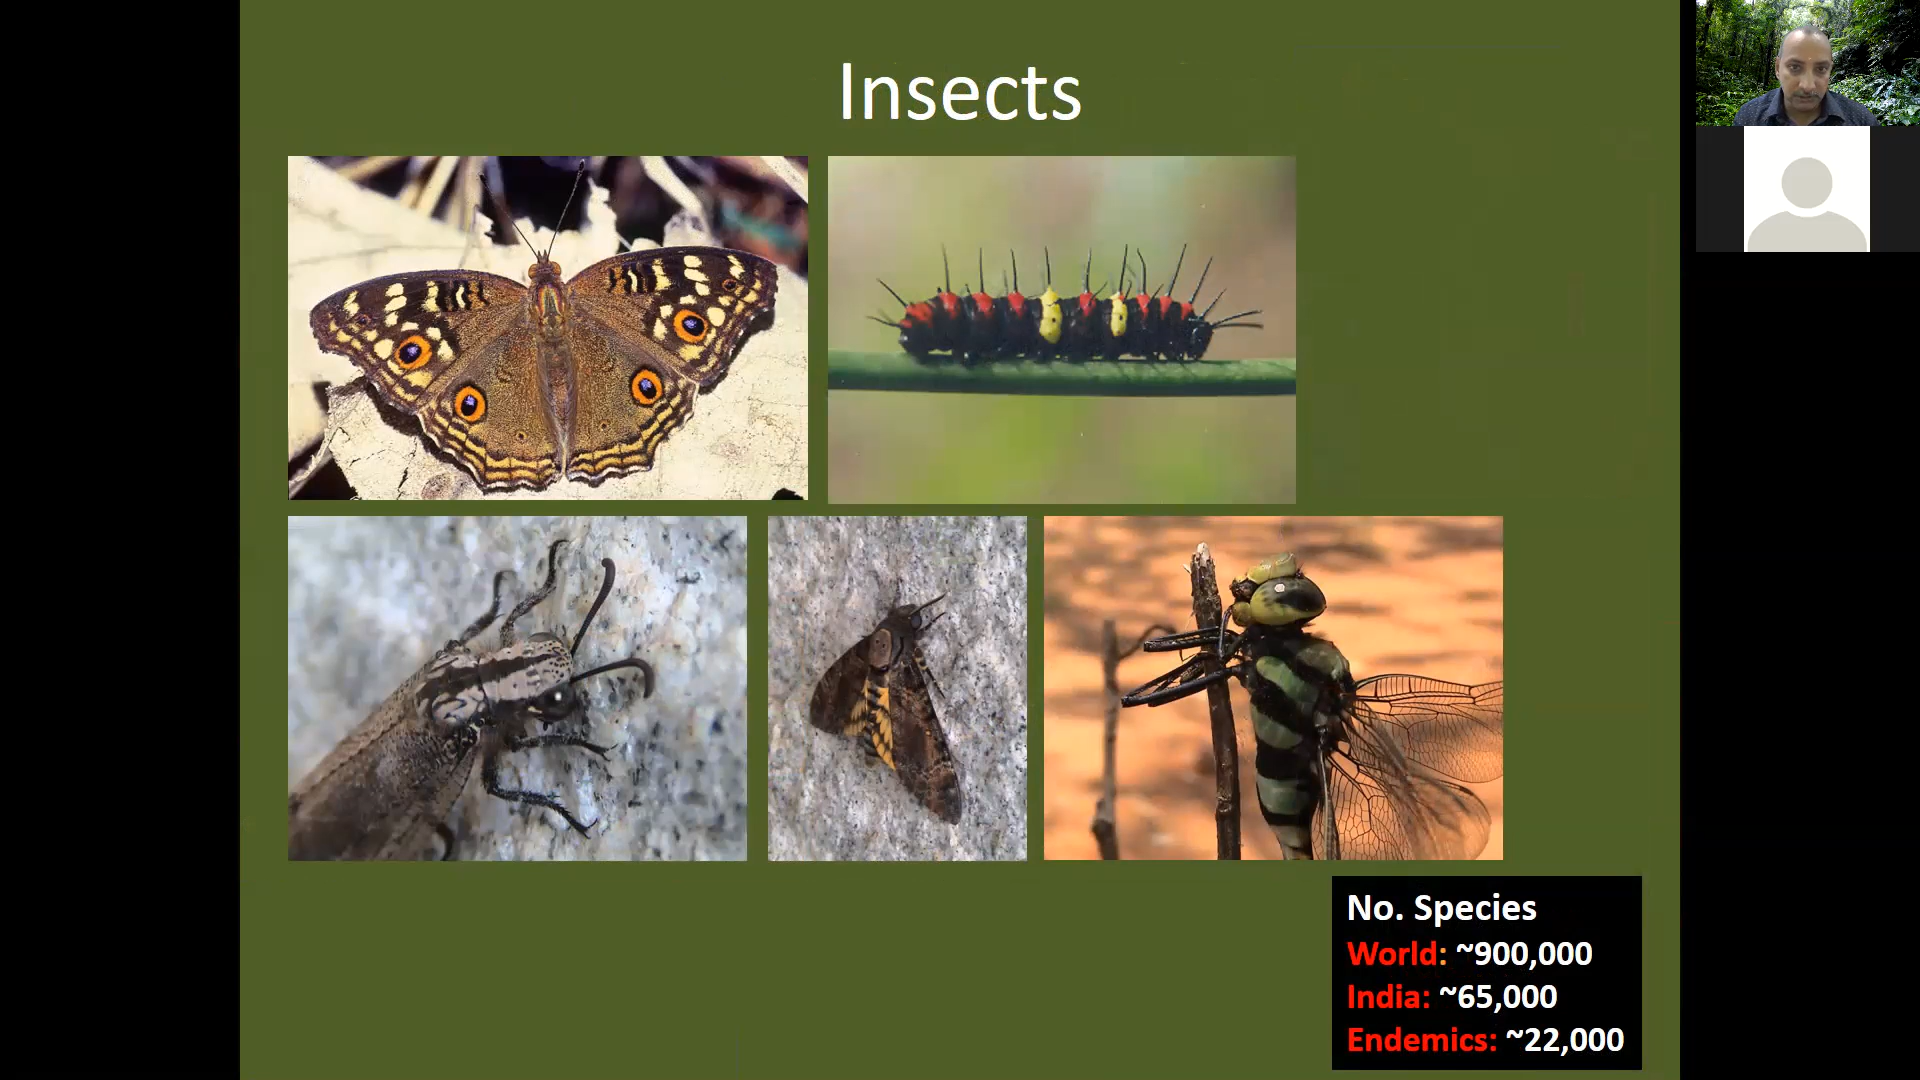 Insects
No. Species
World: ~900,000
India: ~65,000
Endemics: ~22,000